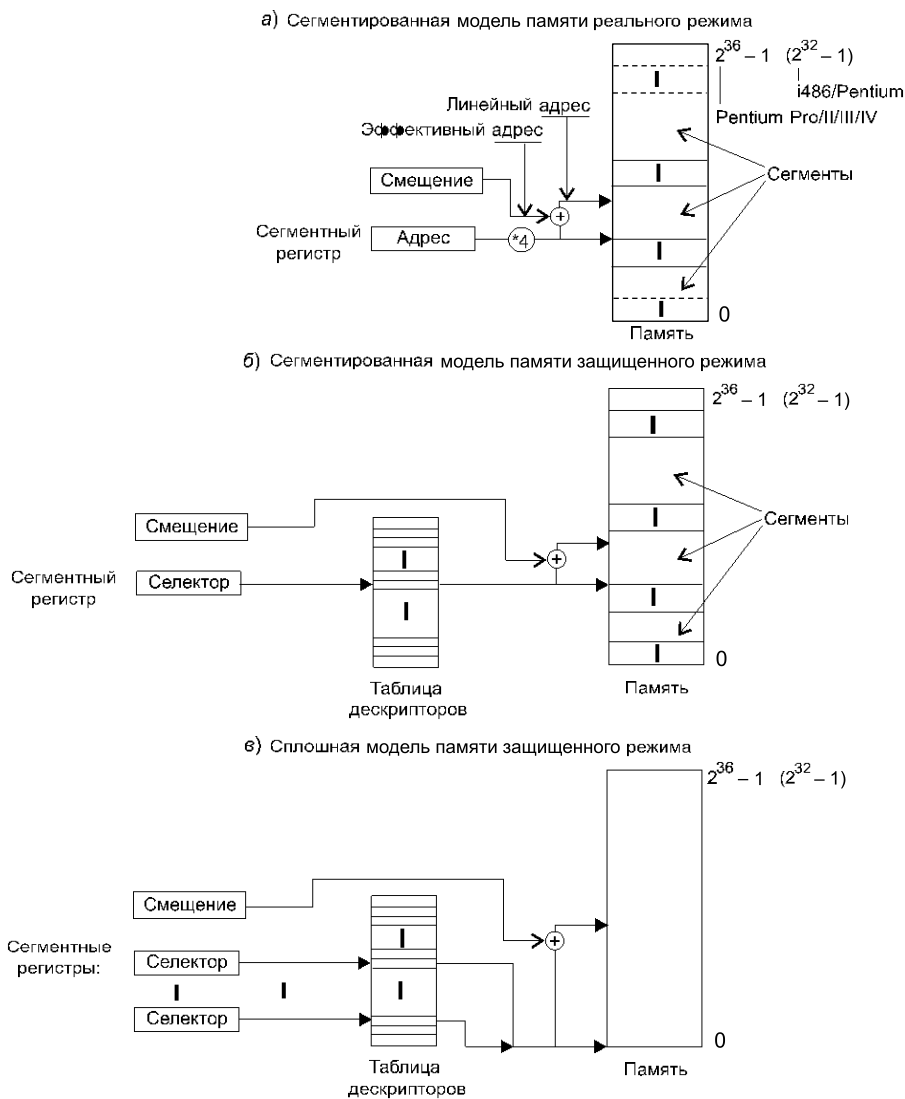 а) Сегментированная модель памяти реального режима
2^36 – 1 (2^32 – 1)
i486/Pentium
Pentium Pro/II/III/IV
Линейный адрес
Эффективный адрес
Смещение
Сегменты
Сегментный
регистр
Адрес
*4
+
0
Память
б) Сегментированная модель памяти защищенного режима
2^36 – 1 (2^32 – 1)
Смещение
Сегменты
+
Сегментный
регистр
Селектор
0
Таблица
дескрипторов
Память
в) Сплошная модель памяти защищенного режима
2^36 – 1 (2^32 – 1)
Смещение
+
Сегментные
регистры:
Селектор
Селектор
0
Таблица
дескрипторов
Память